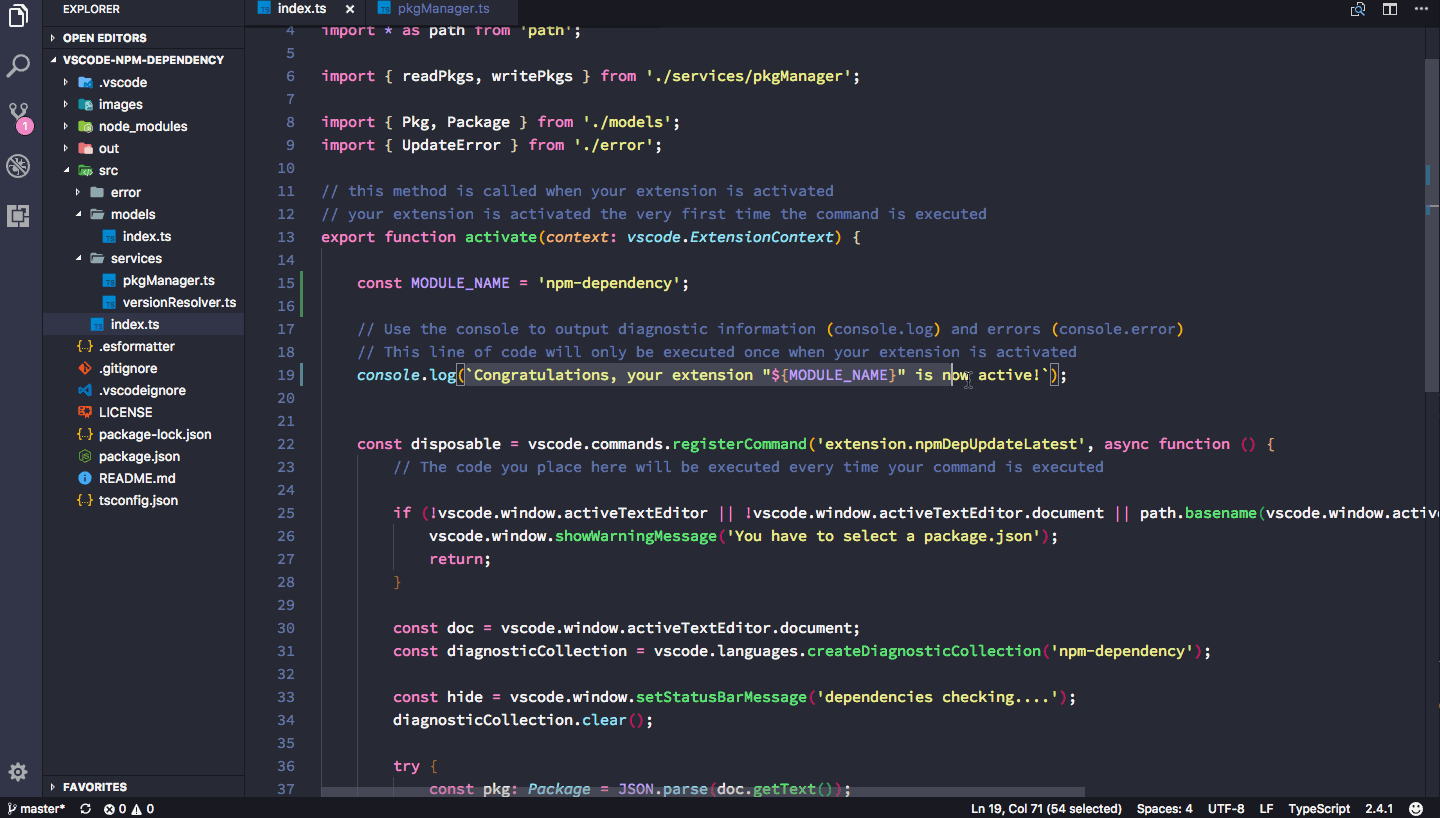 EXPLORER
OPEN EDITORS
VSCODE-NPM-DEPENDENCY
.vscode
images
node_modules
out
src
error
models
TS index.ts
services
TS pkgManager.ts
TS versionResolver.ts
TS index.ts
{..} .esformatter
.gitignore
.vscodeignore
LICENSE
{..} package-lock.json
package.json
README.md
{..} tsconfig.json
FAVORITES
1
TS index.ts × TS pkgManager.ts
4 import * as path from 'path';
5
6 import { readPkgs, writePkgs } from './services/pkgManager';
7
8 import { Pkg, Package } from './models';
9 import { UpdateError } from './error';
10
11 // this method is called when your extension is activated
12 // your extension is activated the very first time the command is executed
13 export function activate(context: vscode.ExtensionContext) {
14
15 const MODULE_NAME = 'npm-dependency';
16
17 // Use the console to output diagnostic information (console.log) and errors (console.error)
18 // This line of code will only be executed once when your extension is activated
19 console.log(`Congratulations, your extension "${MODULE_NAME}" is now active!`);
20
21
22 const disposable = vscode.commands.registerCommand('extension.npmDepUpdateLatest', async function () {
23 // The code you place here will be executed every time your command is executed
24
25 if (!vscode.window.activeTextEditor || !vscode.window.activeTextEditor.document || path.basename(vscode.window.activ
26 vscode.window.showWarningMessage('You have to select a package.json');
27 return;
28 }
29
30 const doc = vscode.window.activeTextEditor.document;
31 const diagnosticCollection = vscode.languages.createDiagnosticCollection('npm-dependency');
32
33 const hide = vscode.window.setStatusBarMessage('dependencies checking....');
34 diagnosticCollection.clear();
35
36 try {
37 const pkg: Package = JSON.parse(doc.getText());
master* 0 0 Ln 19, Col 71 (54 selected) Spaces: 4 UTF-8 LF TypeScript 2.4.1